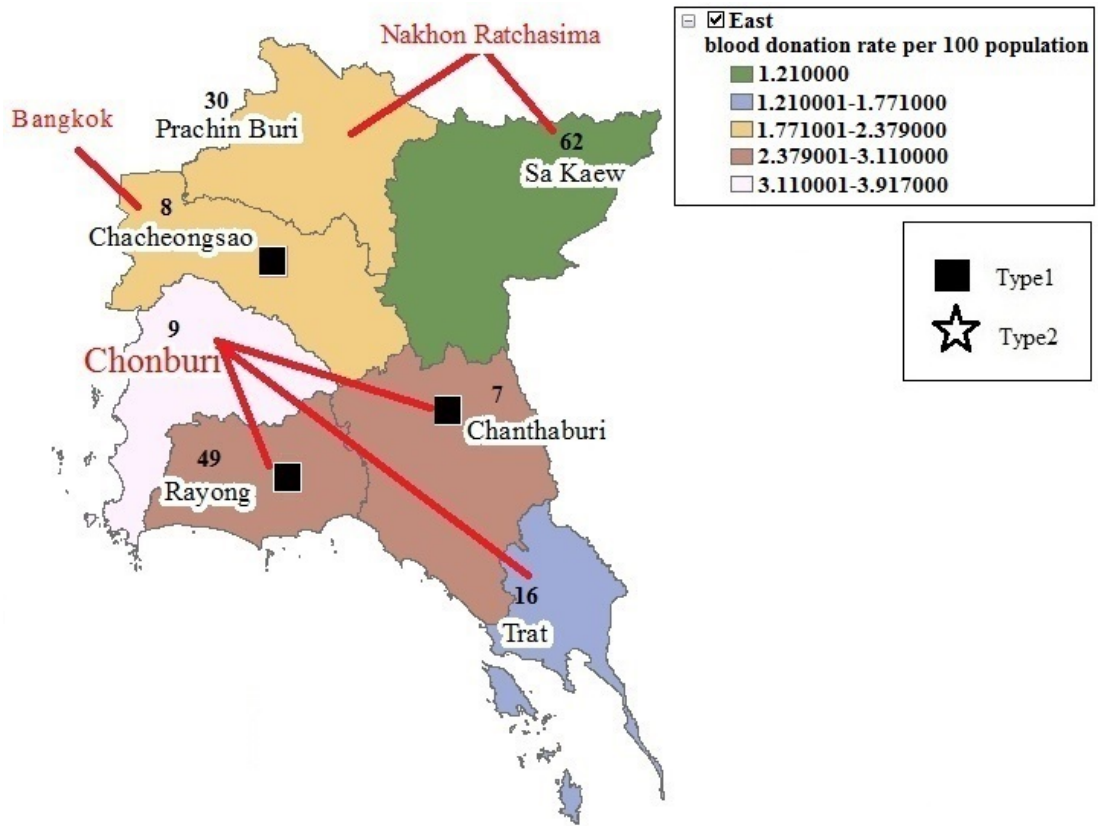 Nakhon Ratchasima
30
Prachin Buri
Bangkok
62
Sa Kaew
8
Chacheongsao
9
Chonburi
7
Chanthaburi
49
Rayong
16
Trat
East
blood donation rate per 100 population
1.210000
1.210001-1.771000
1.771001-2.379000
2.379001-3.110000
3.110001-3.917000
Type1
Type2